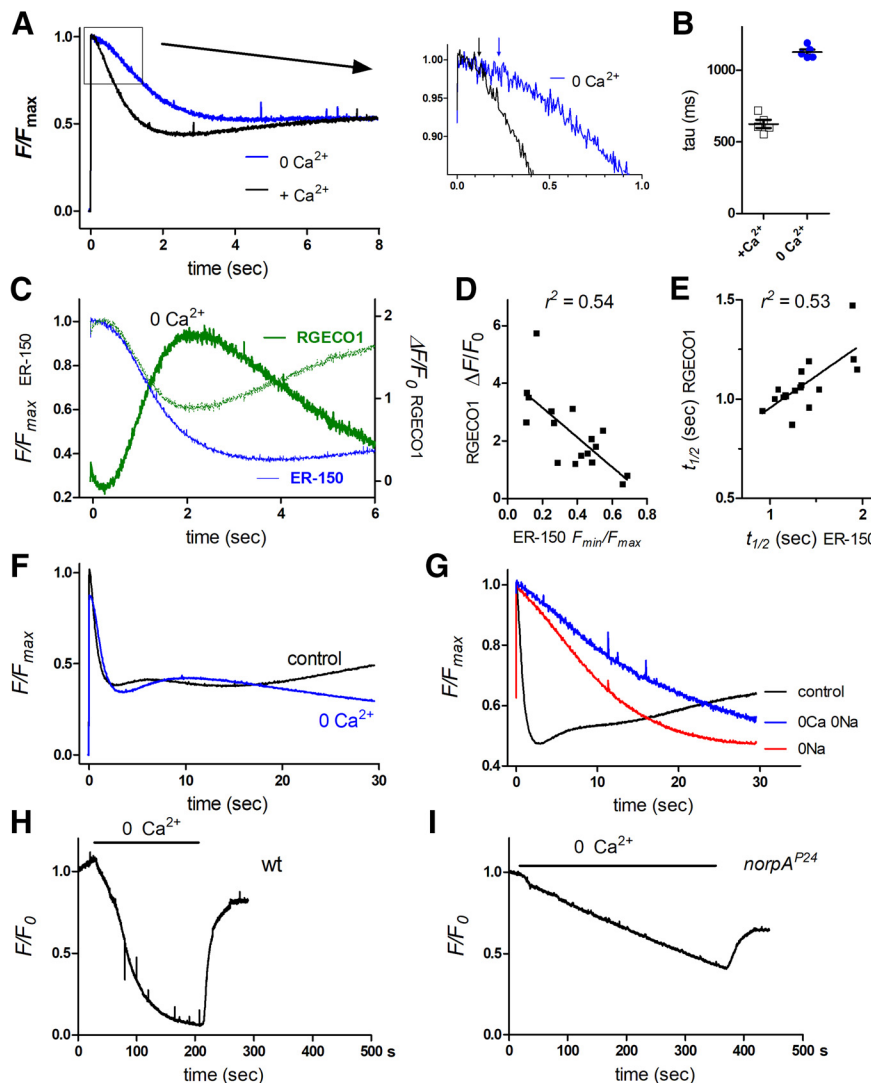 A
F/Fmax
1.0
0.5
0.0
0 Ca2+
+ Ca2+
0 2 4 6 8
time (sec)
1.00
0.95
0.90
0 Ca2+
0.0 0.5 1.0
B
tau (ms)
1000
500
0
+Ca2+
0 Ca2+
C
F/Fmax ER-150
1.0
0.8
0.6
0.4
0.2
0 Ca2+
RGECO1
ER-150
2
1
0
ΔF/F0 RGECO1
0 2 4 6
time (sec)
D
r2 = 0.54
RGECO1 ΔF/F0
6
4
2
0
0.0 0.2 0.4 0.6 0.8
ER-150 Fmin/Fmax
E
r2 = 0.53
t1/2 (sec) RGECO1
1.5
1.0
0.5
1 2
t1/2 (sec) ER-150
F
F/Fmax
1.0
0.5
0.0
control
0 Ca2+
0 10 20 30
time (sec)
G
F/Fmax
1.0
0.8
0.6
0.4
control
0Ca 0Na
0Na
0 10 20 30
time (sec)
H
F/F0
1.0
0.5
0.0
0 Ca2+
wt
0 100 200 300 400 500 s
time (sec)
I
F/F0
1.0
0.5
0.0
0 Ca2+
norpAP24
0 100 200 300 400 500 s
time (sec)